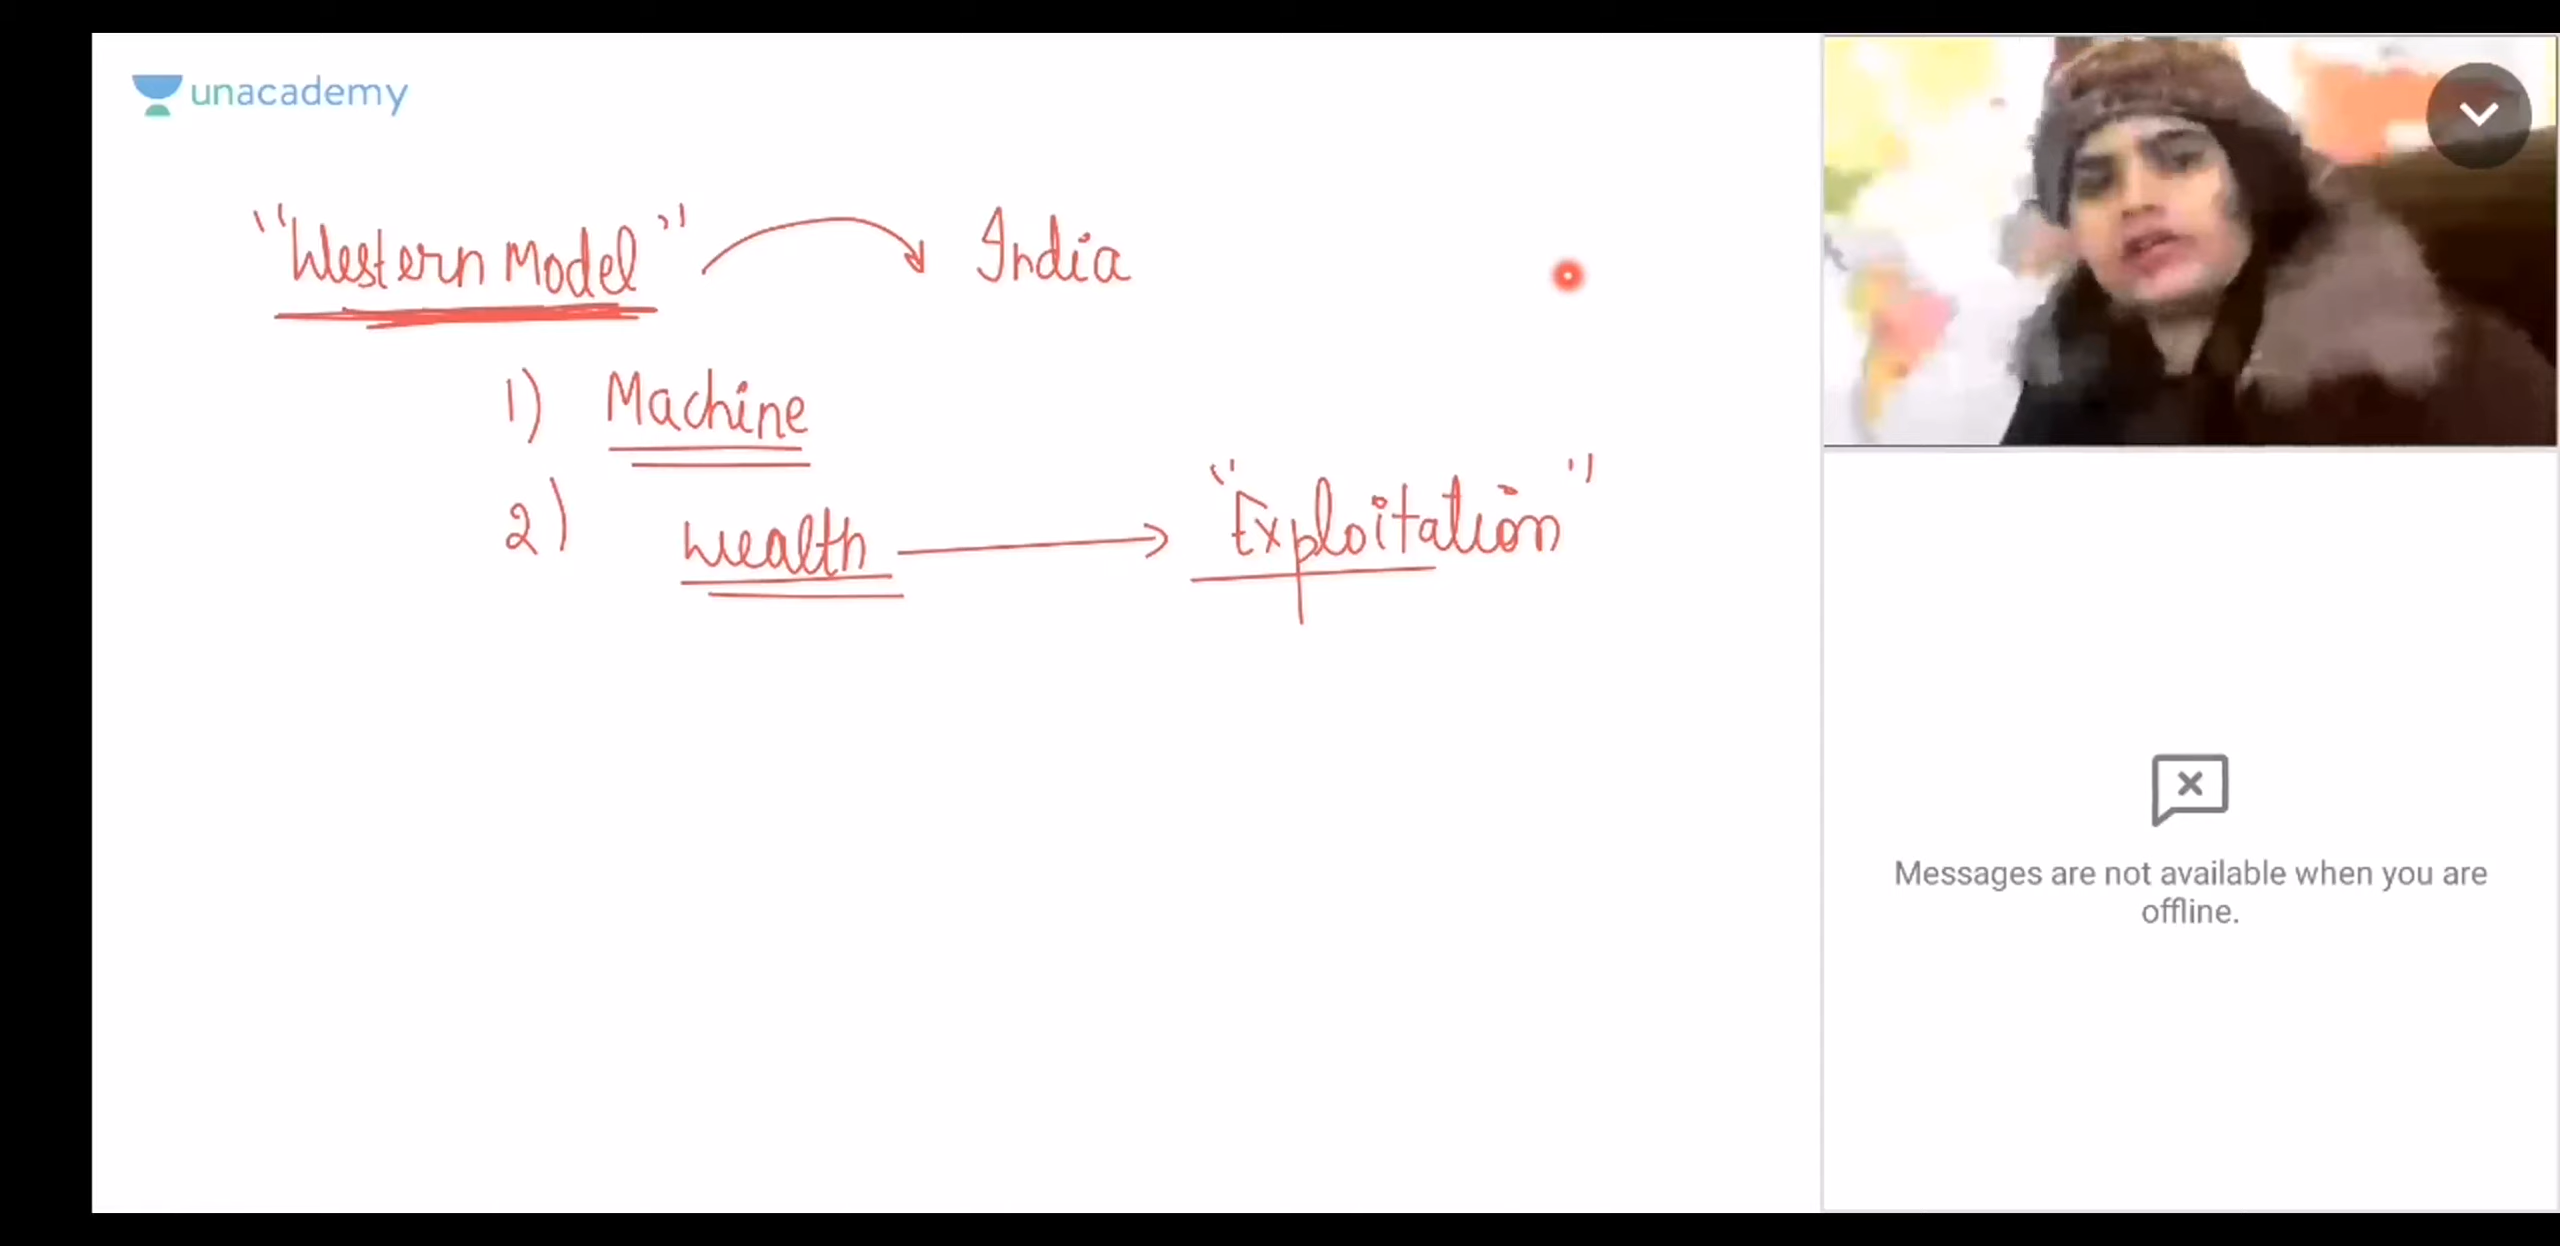 unacademy
"Western Model" India
1) Machine
2) wealth "Exploitation"
Messages are not available when you are
offline.